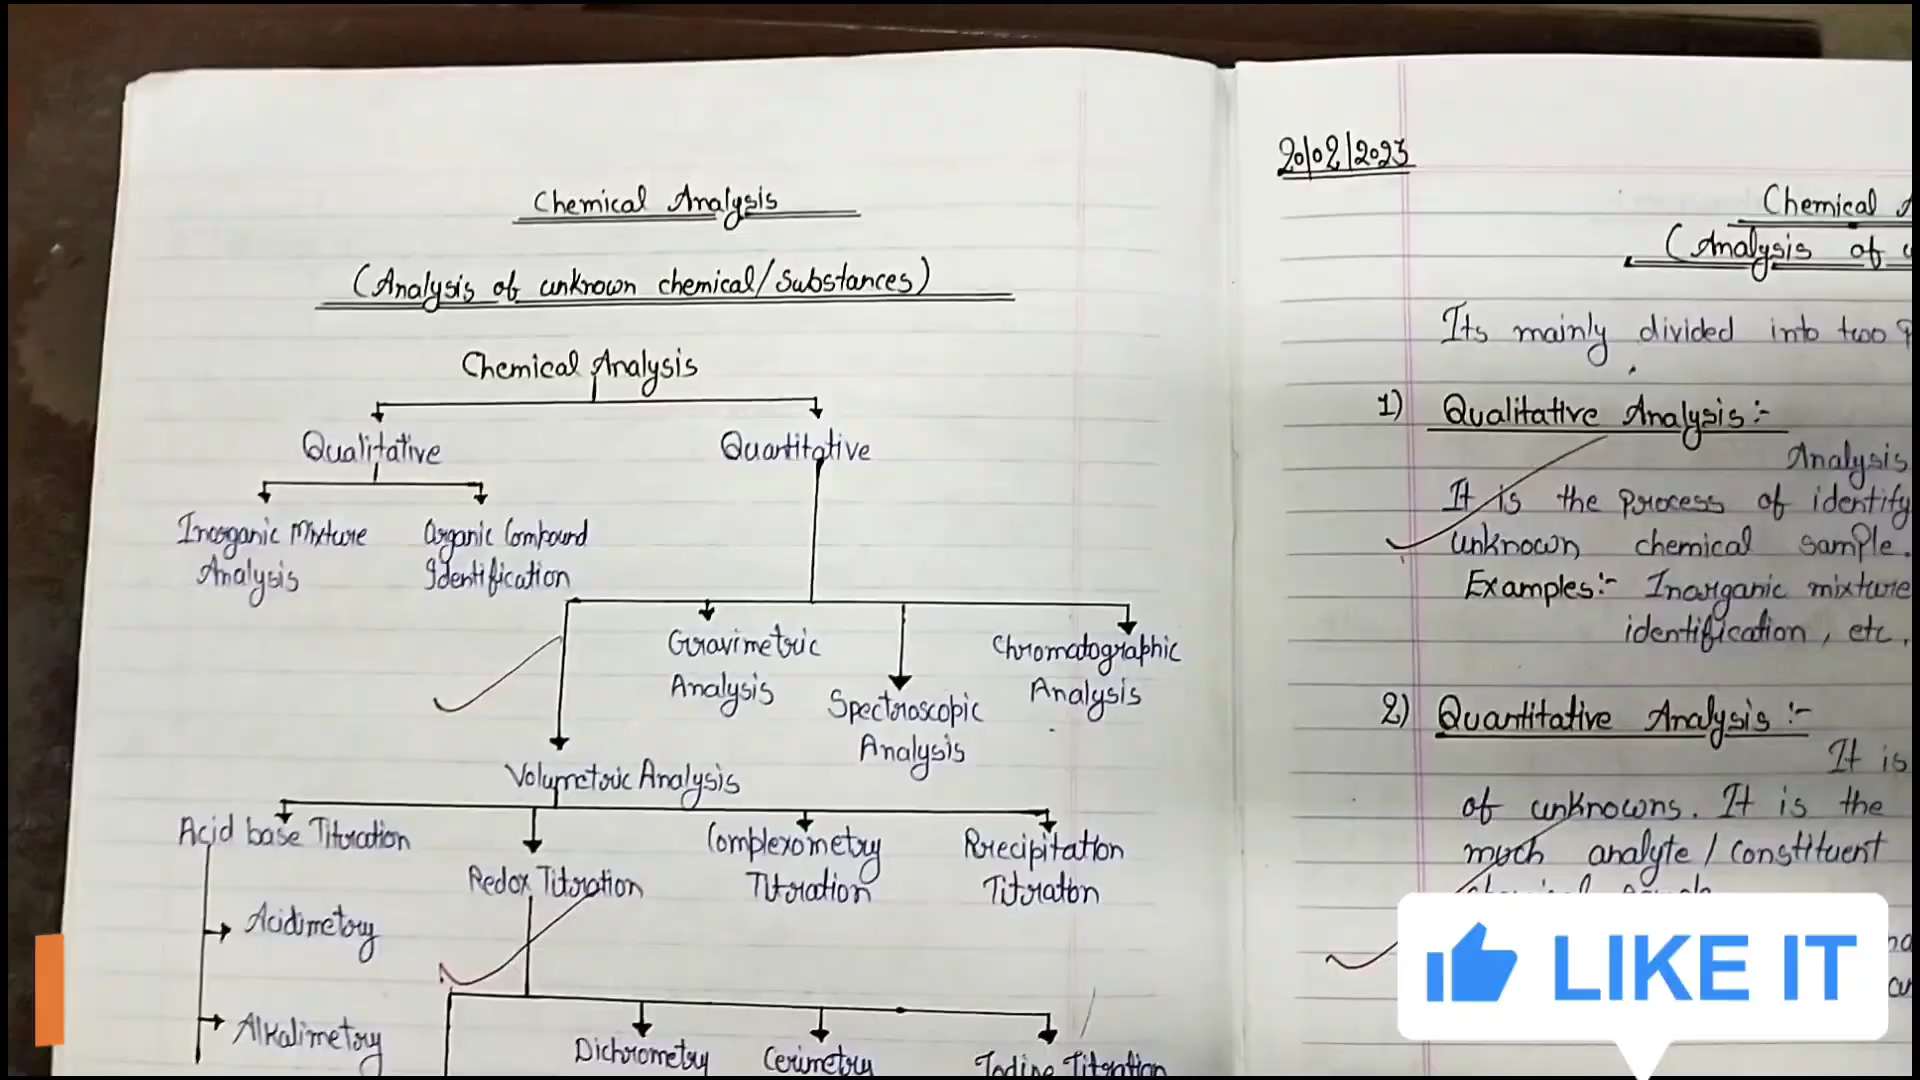 Chemical Analysis
(Analysis of unknown chemical/Substances)
Chemical Analysis
Qualitative
Quantitative
Inorganic Mixture
Analysis
Organic Compound
Identification
Gravimetric
Analysis
Spectroscopic
Analysis
Chromatographic
Analysis
Volumetric Analysis
Acid base Titration
Redox Titration
Complexometry
Titration
Precipitation
Titraton
Acidimetry
Alkalimetry
Dichrometry
Cerimetry
Iodine Titration
20/02/2023
Chemical
(Analysis of
Its mainly divided into two
1) Qualitative Analysis:-
Analysis
It is the process of identify
unknown chemical sample.
Examples:- Inorganic mixture
identification, etc.
2) Quantitative Analysis :-
It is
of unknowns. It is the
much analyte / constituent
chemical sample
LIKE IT